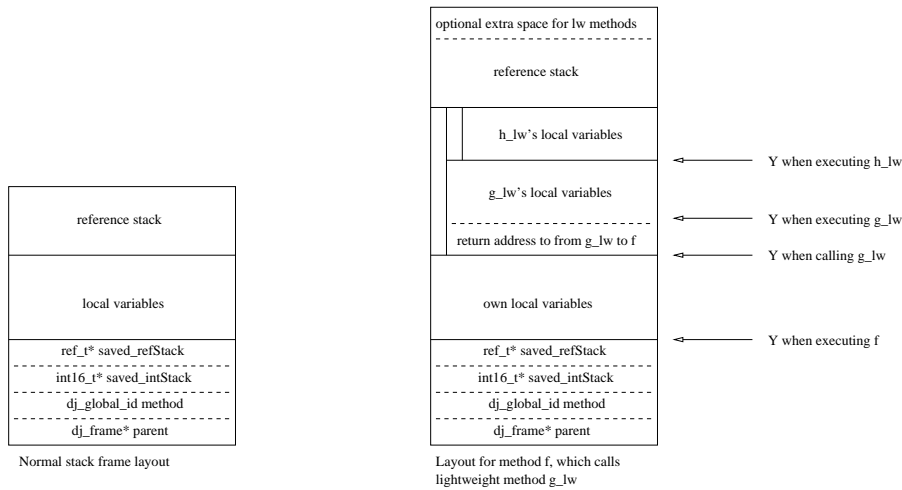 reference stack
local variables
ref_t* saved_refStack
int16_t* saved_intStack
dj_global_id method
dj_frame* parent
Normal stack frame layout
optional extra space for lw methods
reference stack
h_lw's local variables
g_lw's local variables
return address to from g_lw to f
own local variables
ref_t* saved_refStack
int16_t* saved_intStack
dj_global_id method
dj_frame* parent
Layout for method f, which calls
lightweight method g_lw
Y when executing h_lw
Y when executing g_lw
Y when calling g_lw
Y when executing f